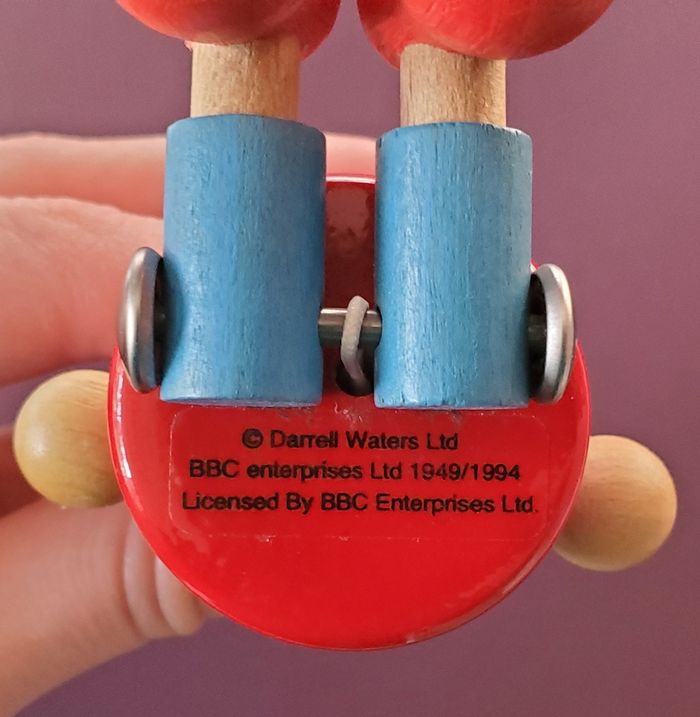 © Darrell Waters Ltd
BBC enterprises Ltd 1949/1994
Licensed By BBC Enterprises Ltd.